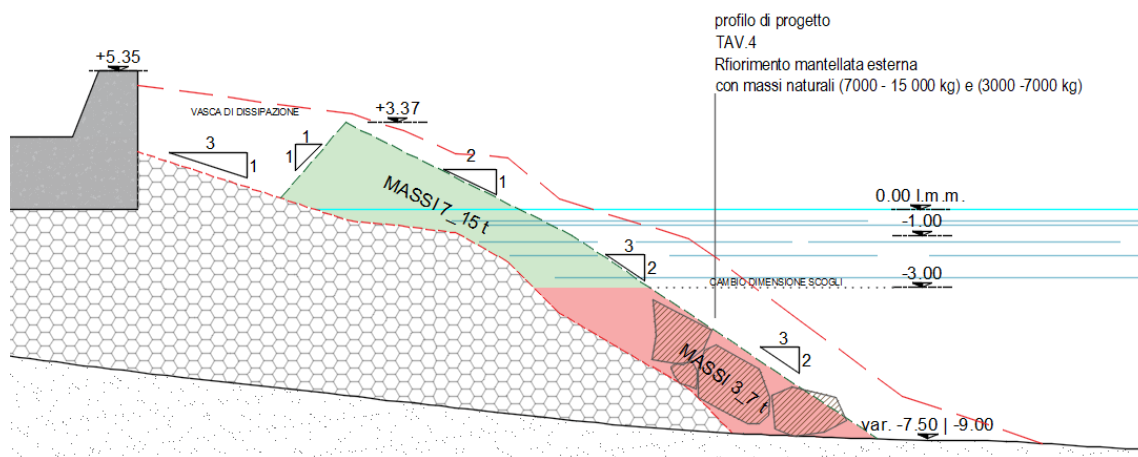 profilo di progetto
TAV.4
Rfiorimento mantellata esterna
con massi naturali (7000 - 15 000 kg) e (3000 -7000 kg)
+5.35
VASCA DI DISSIPAZIONE
+3.37
3
1
1
1
2
1
MASSI 7_15 t
0.00 l.m.m.
-1.00
3
2
CAMBIO DIMENSIONE SCOGLI
-3.00
MASSI 3_7 t
3
2
var. -7.50 | -9.00